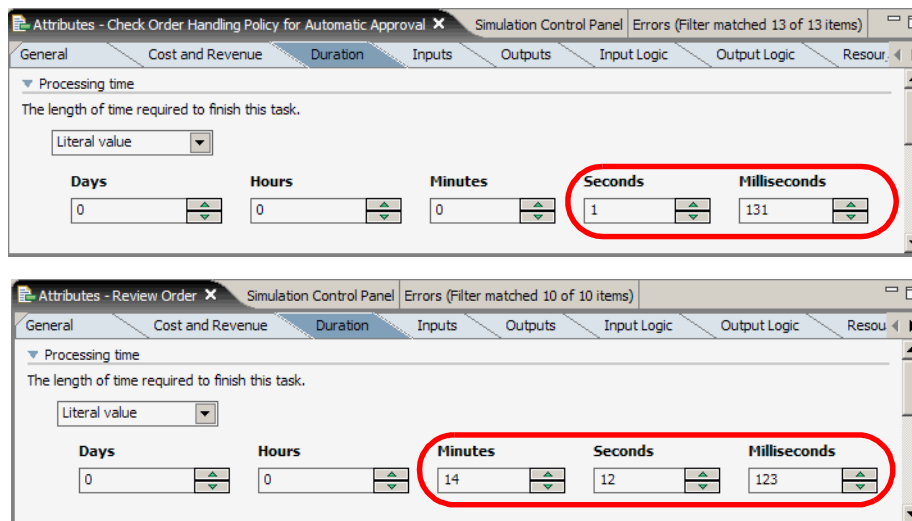 Attributes - Check Order Handling Policy for Automatic Approval Simulation Control Panel Errors (Filter matched 13 of 13 items)
General Cost and Revenue Duration Inputs Outputs Input Logic Output Logic Resour
Processing time
The length of time required to finish this task.
Literal value
Days Hours Minutes Seconds Milliseconds
0 0 0 1 131
Attributes - Review Order Simulation Control Panel Errors (Filter matched 10 of 10 items)
General Cost and Revenue Duration Inputs Outputs Input Logic Output Logic Resou
Processing time
The length of time required to finish this task.
Literal value
Days Hours Minutes Seconds Milliseconds
0 0 14 12 123